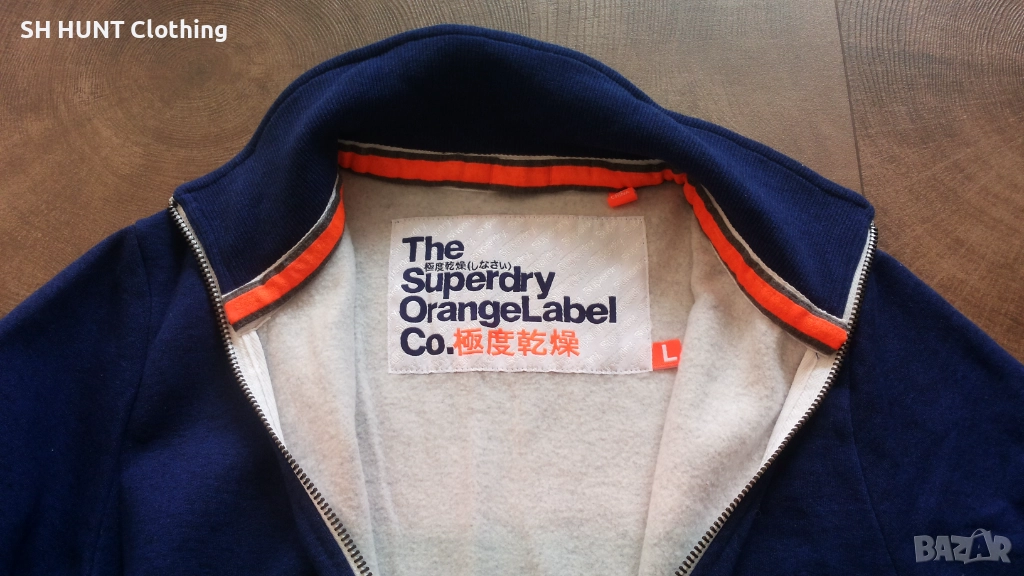 SH HUNT Clothing
The
極度乾燥(しなさい)
Superdry
OrangeLabel
Co.極度乾燥
L
BAZAR